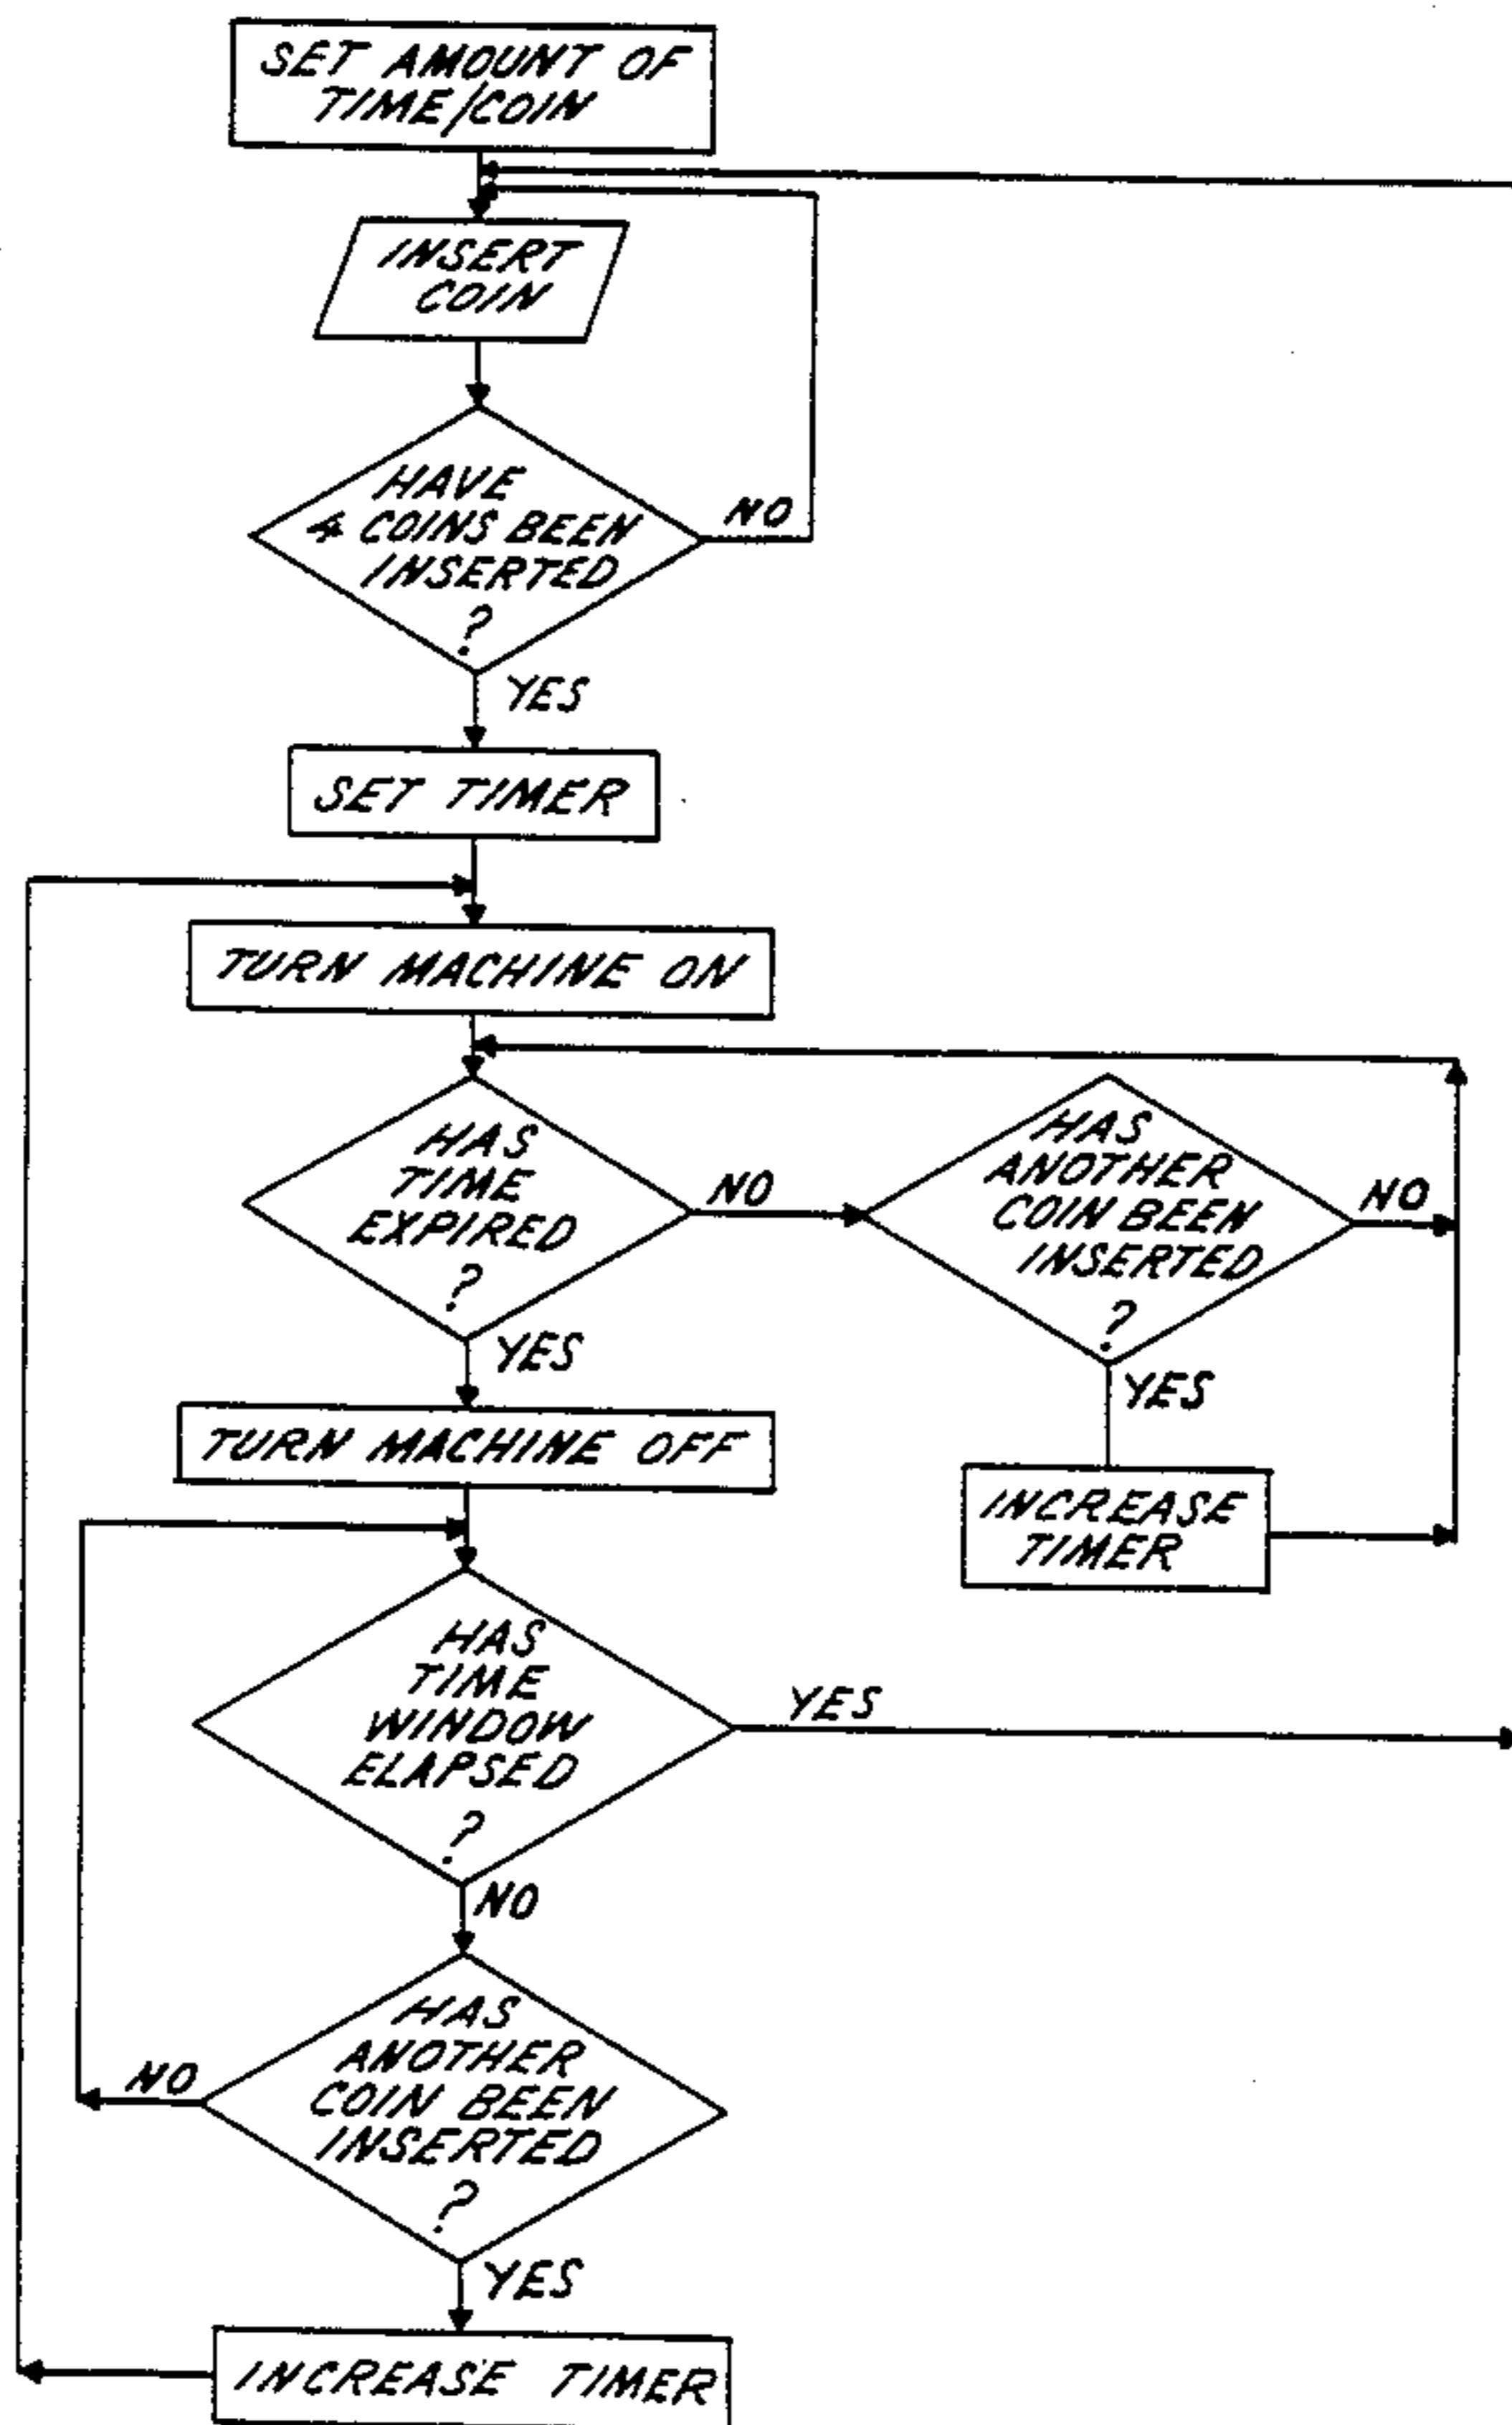 SET AMOUNT OF
TIME/COIN
INSERT
COIN
HAVE
4 COINS BEEN
INSERTED
?
NO
YES
SET TIMER
TURN MACHINE ON
HAS
TIME
EXPIRED
?
NO
YES
HAS
ANOTHER
COIN BEEN
INSERTED
?
NO
YES
INCREASE
TIMER
TURN MACHINE OFF
HAS
TIME
WINDOW
ELAPSED
?
YES
NO
HAS
ANOTHER
COIN BEEN
INSERTED
?
NO
YES
INCREASE TIMER